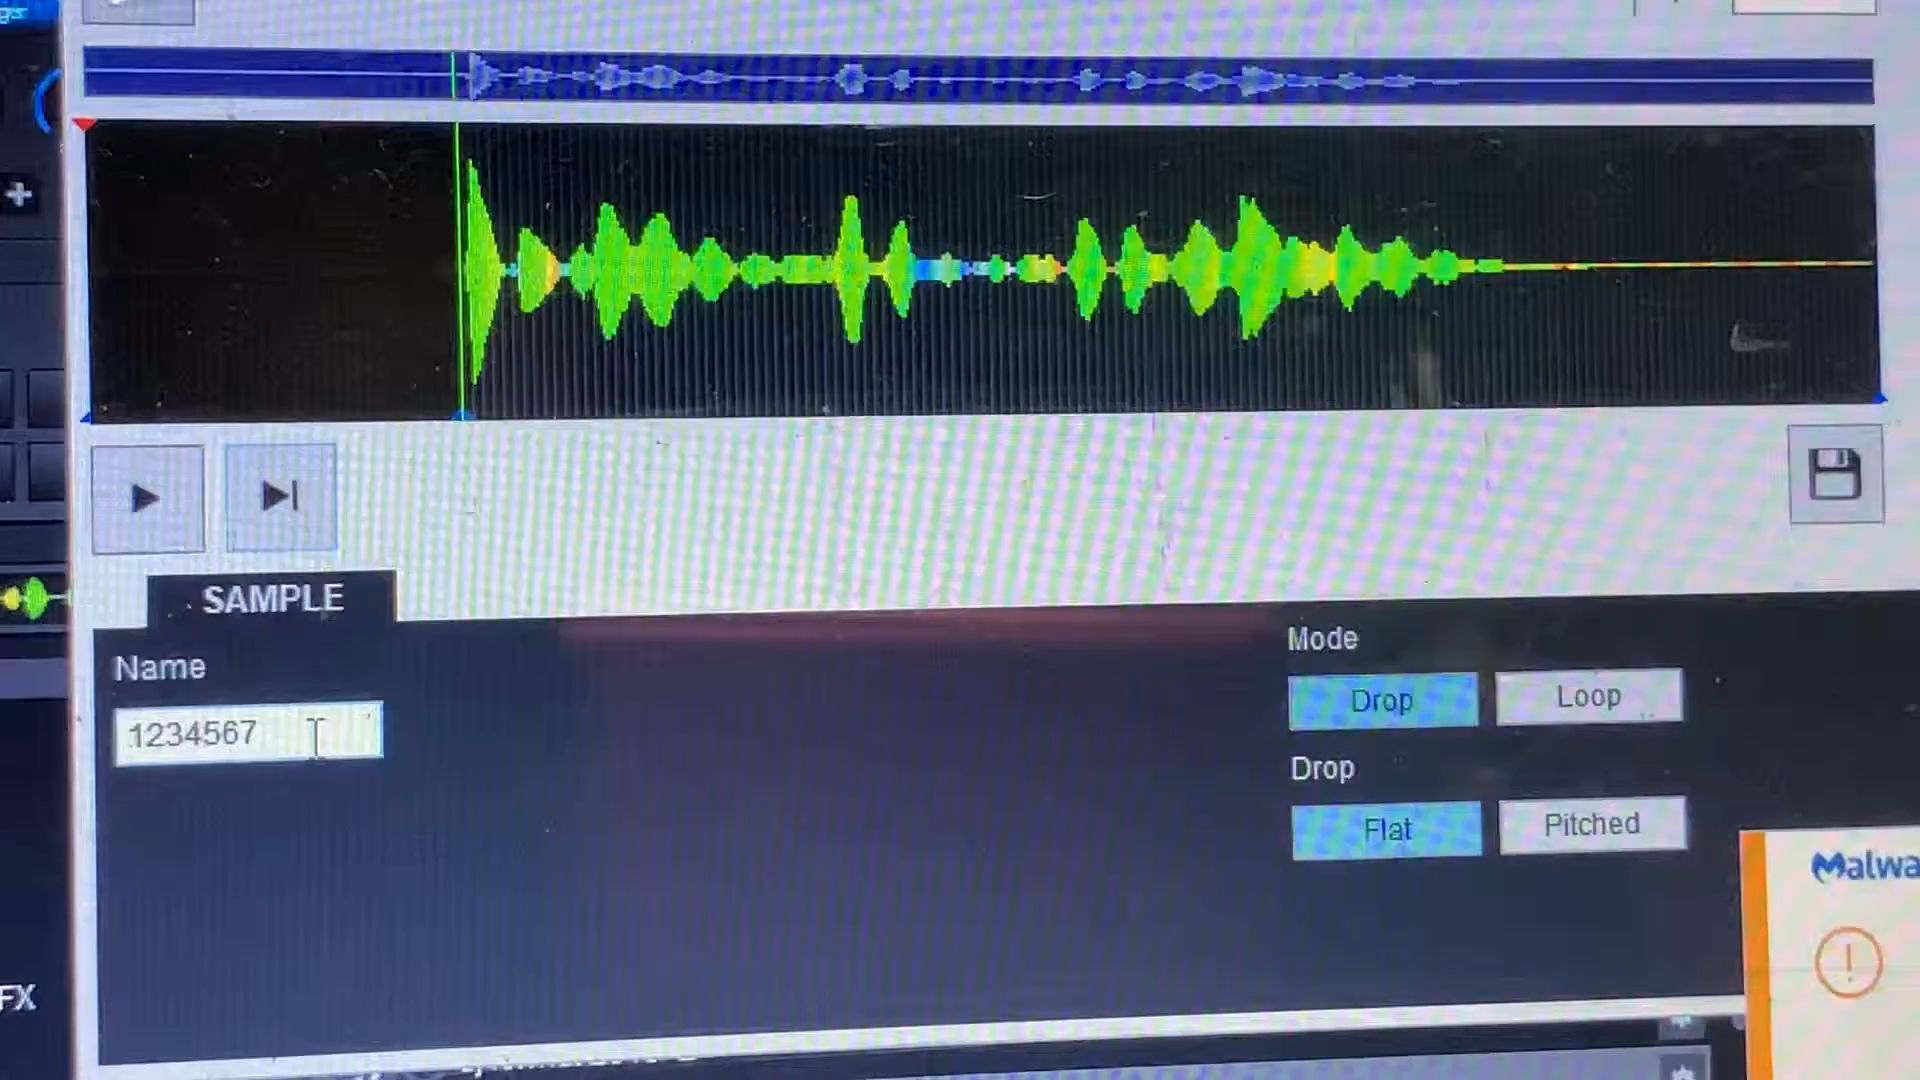 SAMPLE
Name
1234567
Mode
Drop
Loop
Drop
Flat
Pitched
Malwa
FX